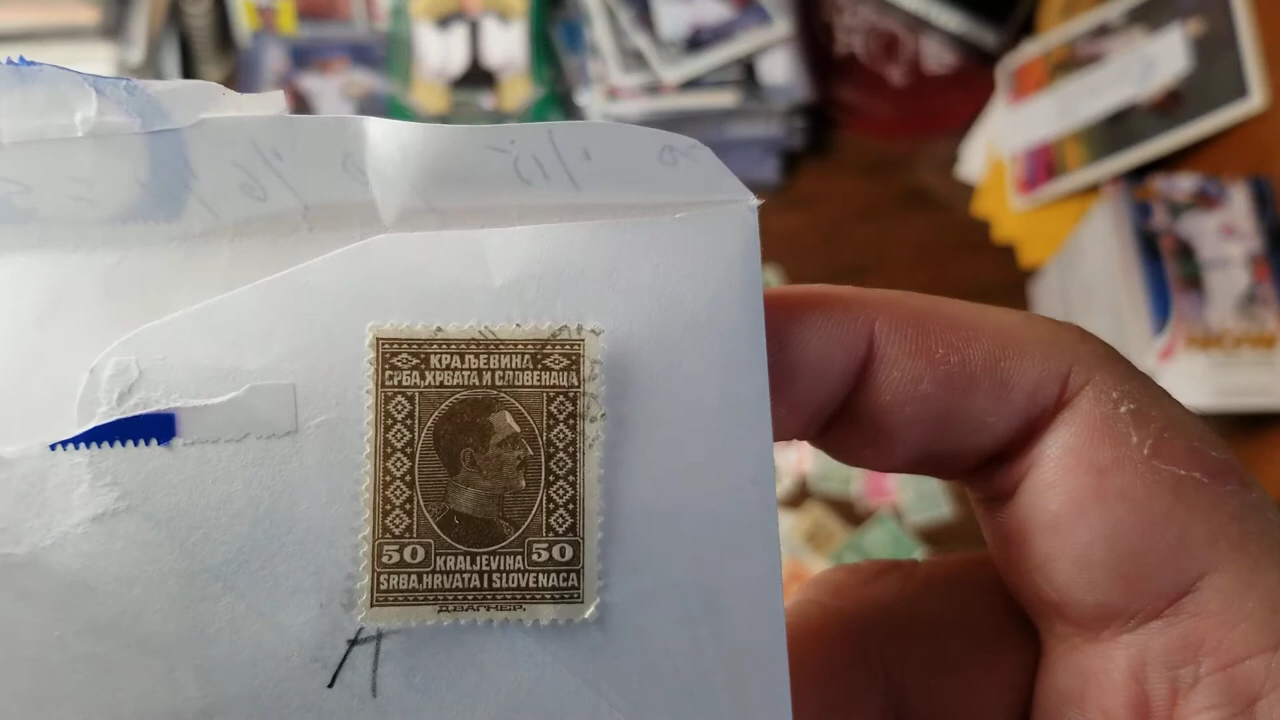 КРАЉЕВИНА
СРБА,ХРВАТА И СЛОВЕНАЦА
50 50
KRALJEVINA
SRBA,HRVATA I SLOVENACA
Д.ВАГНЕР.
A